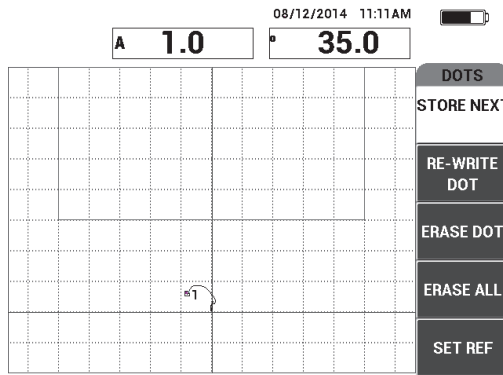 08/12/2014 11:11AM
A 1.0
° 35.0
DOTS
STORE NEXT
RE-WRITE
DOT
ERASE DOT
ERASE ALL
SET REF
1